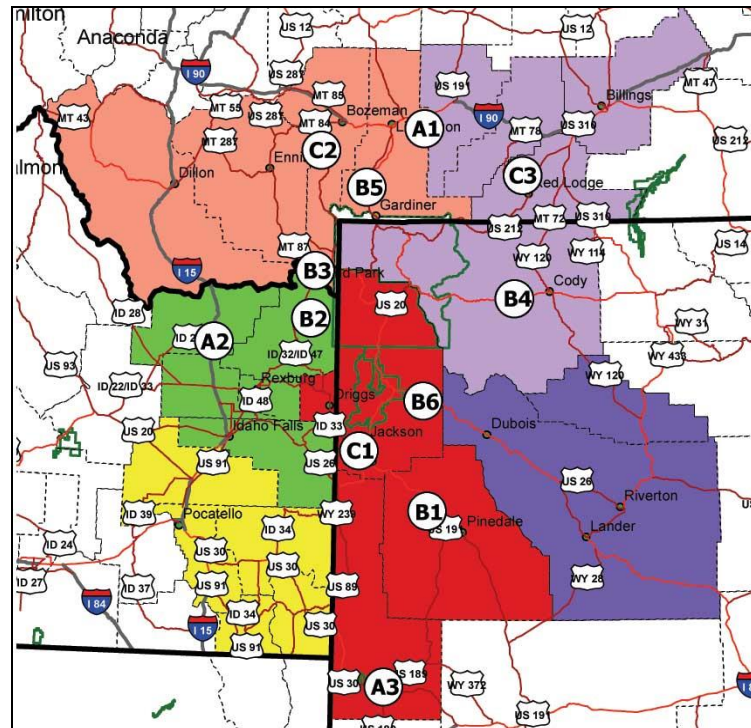 US 12
US 12
Anaconda
US 287
I 90
US 191
MT 47
Billings
MT 43
MT 55
MT 85
US 287
Bozeman
A1
I 90
MT 84
MT 78
US 310
MT 287
C2
US 212
Dillon
B5
C3
Red Lodge
Gardiner
MT 72
US 310
US 212
MT 87
US 14
I 15
B3
WY 120
WY 114
Cody
B4
US 20
ID 28
B2
WY 31
A2
US 93
ID 32/ID 47
WY 433
WY 120
ID 22/ID 33
Rexburg
ID 48
Driggs
B6
US 20
ID 33
Idaho Falls
Jackson
Dubois
C1
US 91
US 26
US 26
Riverton
ID 39
WY 239
B1
Pocatello
ID 34
US 191
Pinedale
Lander
ID 24
US 30
US 30
WY 28
ID 27
I 84
ID 37
US 91
US 89
ID 34
I 15
US 30
US 91
US 30
US 189
A3
WY 372
US 191